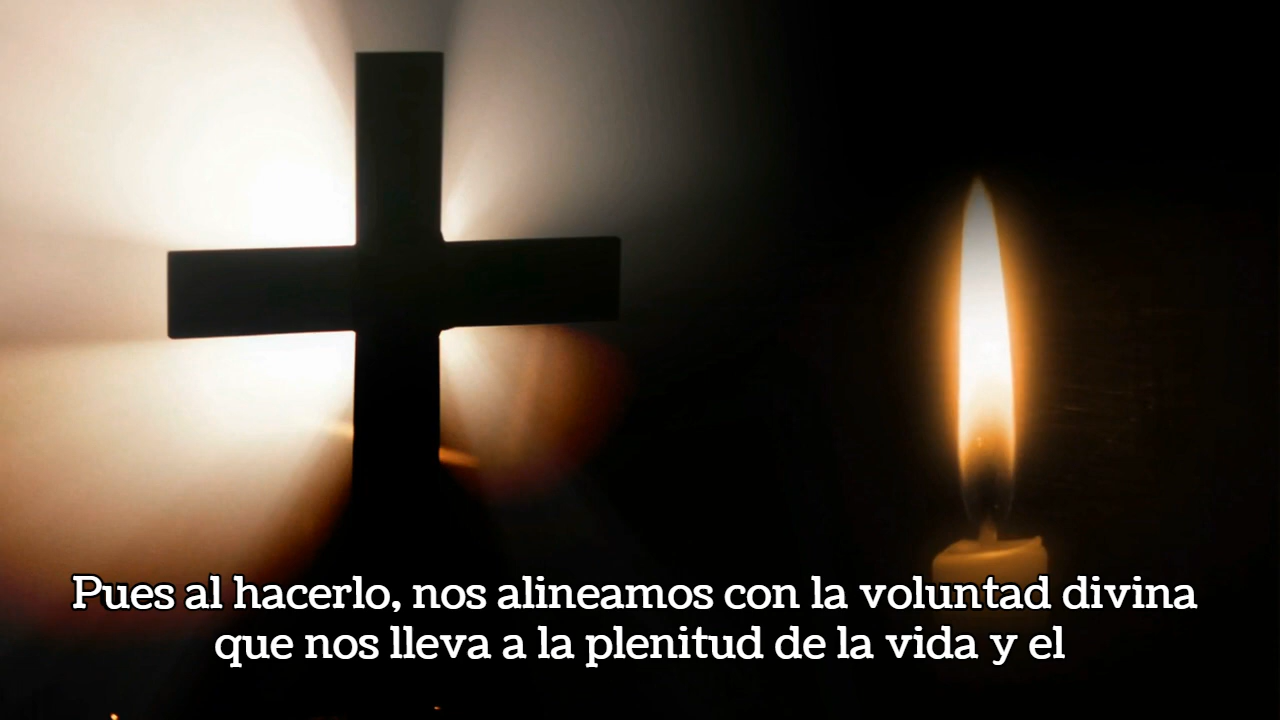 Pues al hacerlo, nos alineamos con la voluntad divina
que nos lleva a la plenitud de la vida y el